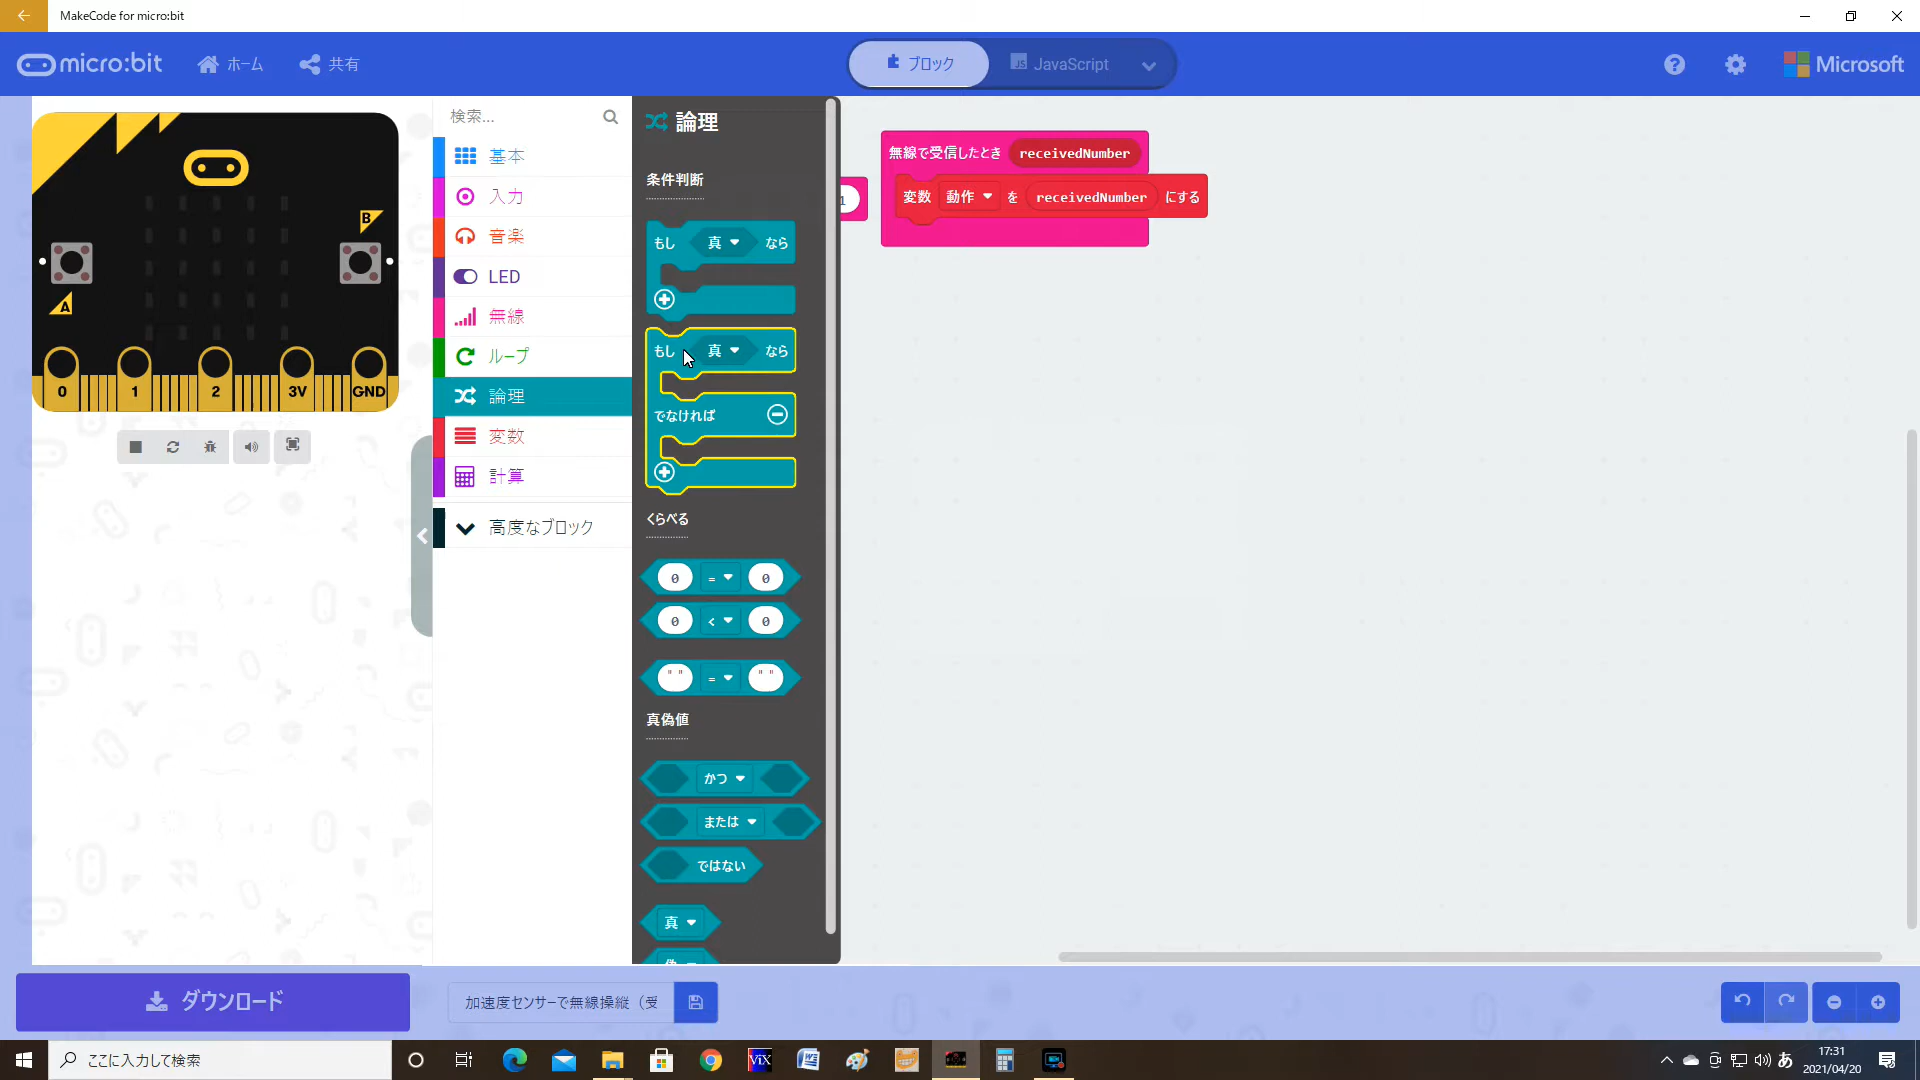 MakeCode for micro:bit
micro:bit
ホーム
共有
ブロック
JS JavaScript
Microsoft
B
A
0 1 2 3V GND
検索...
基本
入力
音楽
LED
無線
ループ
論理
変数
計算
高度なブロック
論理
条件判断
もし 真 なら
もし 真 なら
でなければ
くらべる
0 = 0
0 < 0
" " = " "
真偽値
かつ
または
ではない
真
1
無線で受信したとき receivedNumber
変数 動作 を receivedNumber にする
ダウンロード
加速度センサーで無線操縦（受
ここに入力して検索
ViX
あ
17:31
2021/04/20